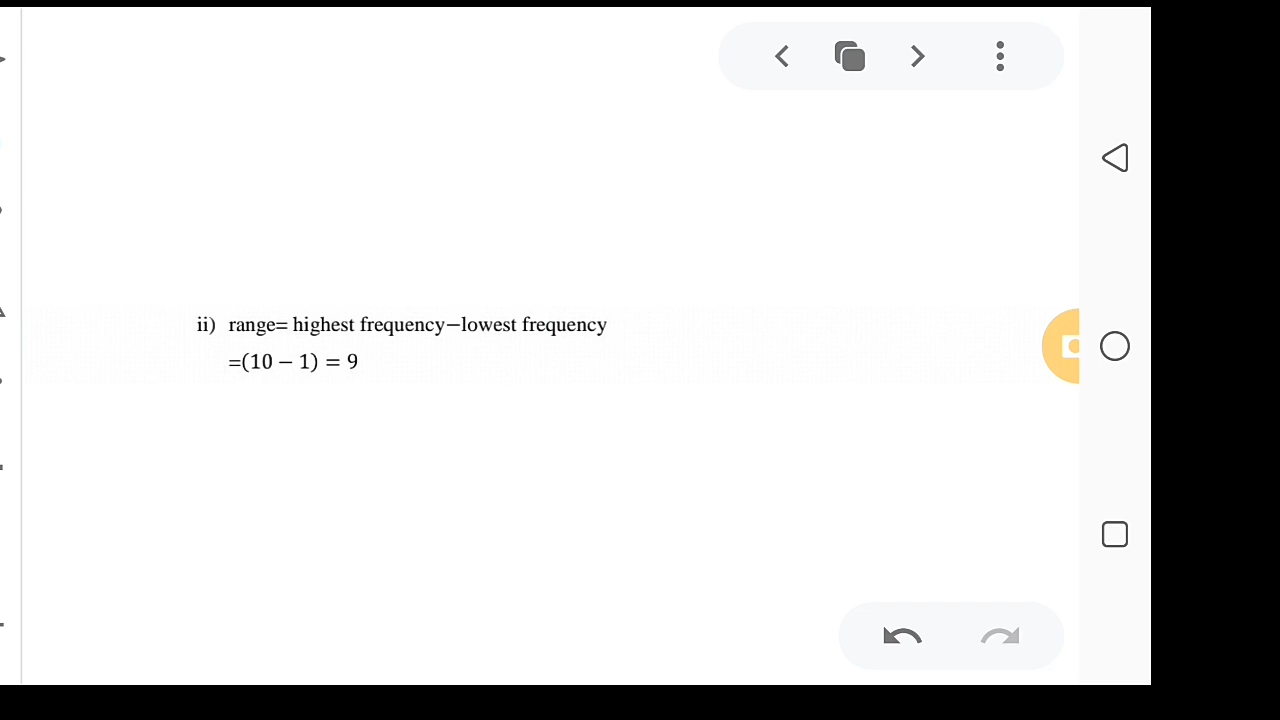 ii) range= highest frequency−lowest frequency
=(10 − 1) = 9